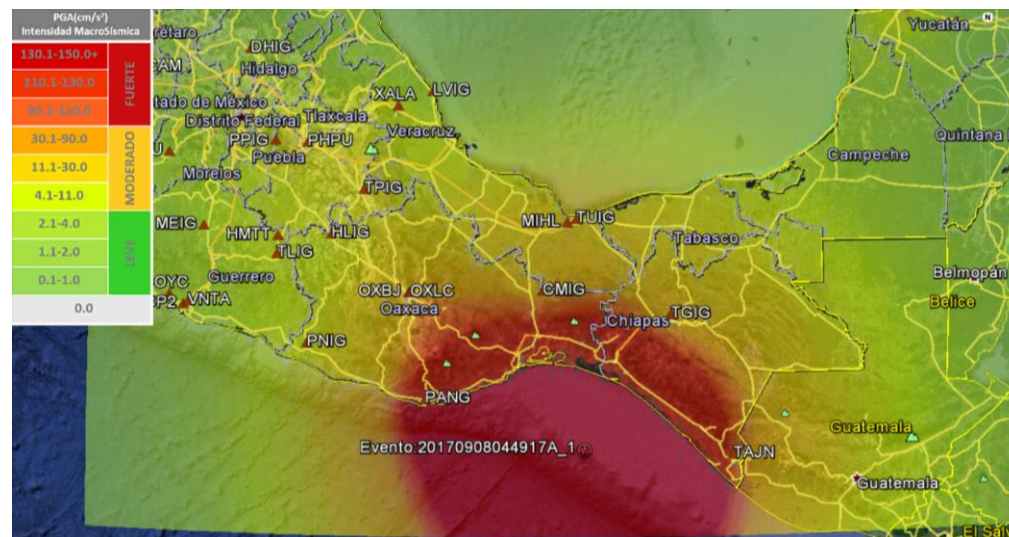 PGA(cm/s²)
Intensidad MacroSísmica
130.1-150.0+
110.1-130.0
90.1-110.0
FUERTE
30.1-90.0
11.1-30.0
4.1-11.0
MODERADO
2.1-4.0
1.1-2.0
0.1-1.0
LEVE
0.0
Yucatán
N
DHIG
Hidalgo
XALA
LVIG
Distrito Federal
Tlaxcala
Veracruz
PPIG
PHPU
Puebla
Morelos
Quintana
Campeche
TPIG
MEIG
HMTT
HLIG
TLIG
MIHL
TUIG
Tabasco
Guerrero
OYC
VNTA
OXBJ
OXLC
Oaxaca
CMIG
Chiapas
TGIG
Belmopán
Belice
PNIG
PANG
Evento:20170908044917A_1
TAJN
Guatemala
Guatemala